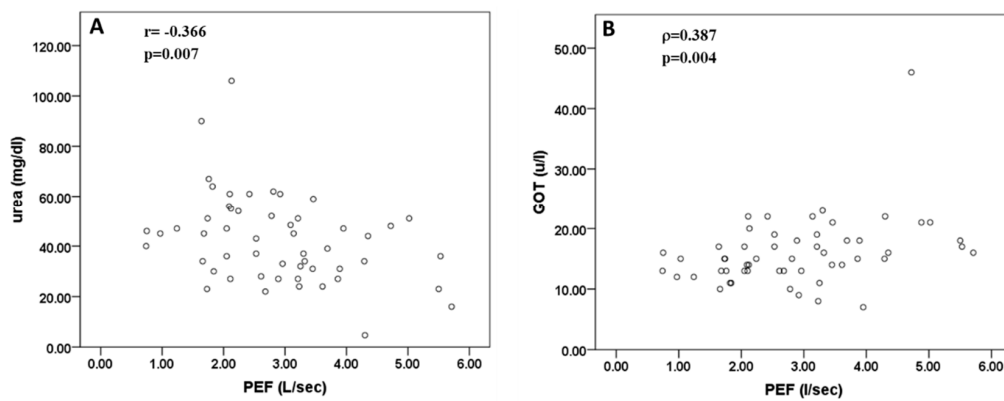 A
r= -0.366
p=0.007
120.00
100.00
80.00
60.00
40.00
20.00
0.00
urea (mg/dl)
0.00 1.00 2.00 3.00 4.00 5.00 6.00
PEF (L/sec)
B
ρ=0.387
p=0.004
50.00
40.00
30.00
20.00
10.00
0.00
GOT (u/l)
0.00 1.00 2.00 3.00 4.00 5.00 6.00
PEF (l/sec)